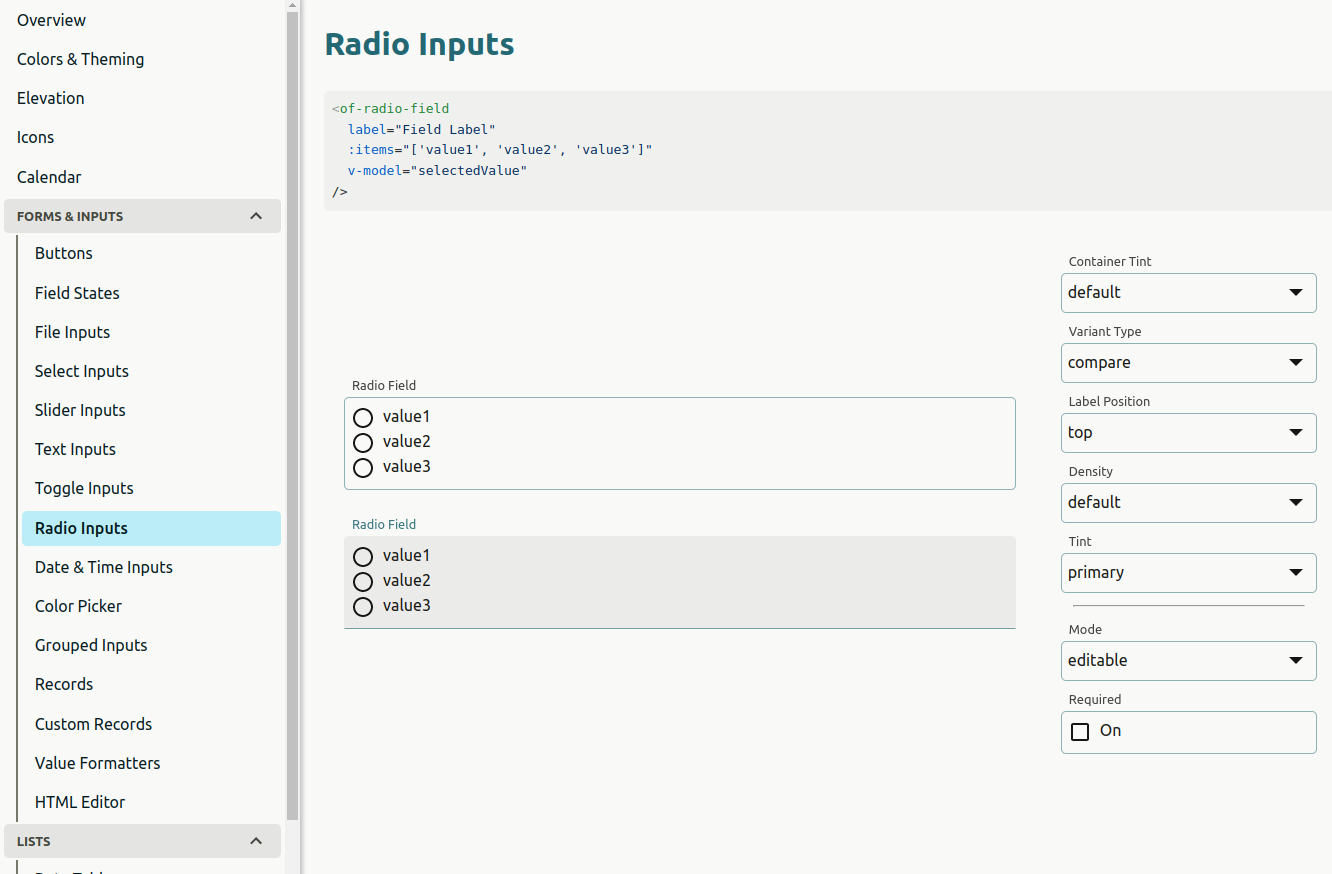 Overview
Colors & Theming
Elevation
Icons
Calendar
FORMS & INPUTS
Buttons
Field States
File Inputs
Select Inputs
Slider Inputs
Text Inputs
Toggle Inputs
Radio Inputs
Date & Time Inputs
Color Picker
Grouped Inputs
Records
Custom Records
Value Formatters
HTML Editor
LISTS
Radio Inputs
<of-radio-field
  label="Field Label"
  :items="['value1', 'value2', 'value3']"
  v-model="selectedValue"
/>
Radio Field
value1
value2
value3
Radio Field
value1
value2
value3
Container Tint
default
Variant Type
compare
Label Position
top
Density
default
Tint
primary
Mode
editable
Required
On